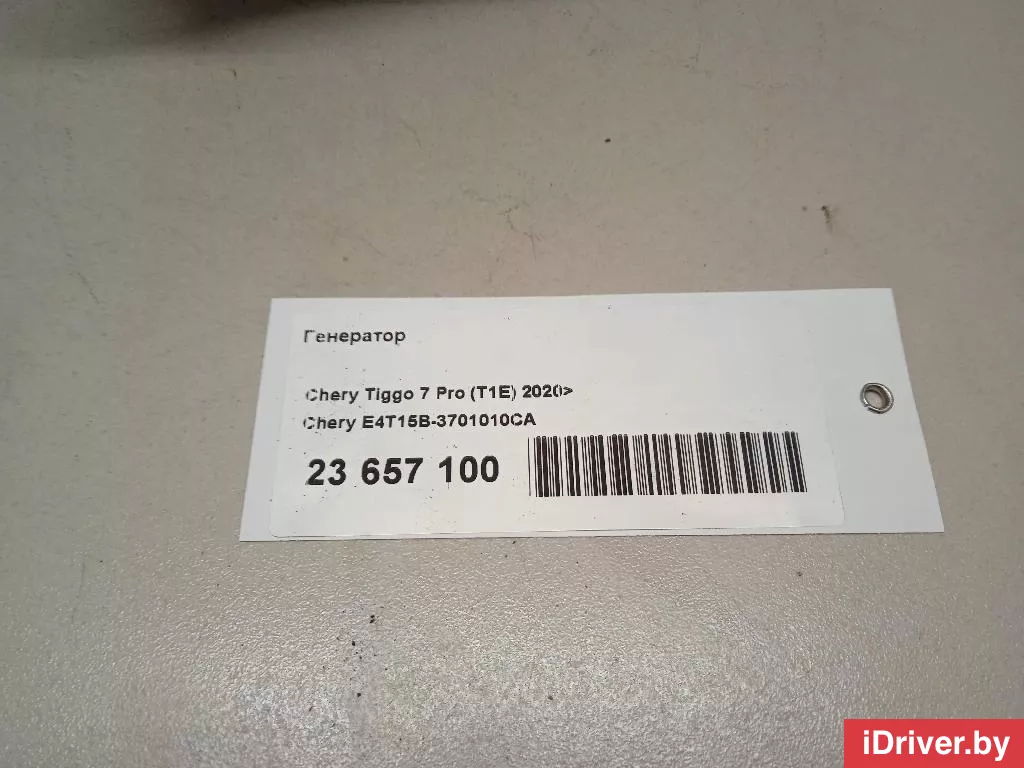 Генератор
Chery Tiggo 7 Pro (T1E) 2020>
Chery E4T15B-3701010CA
23 657 100
iDriver.by